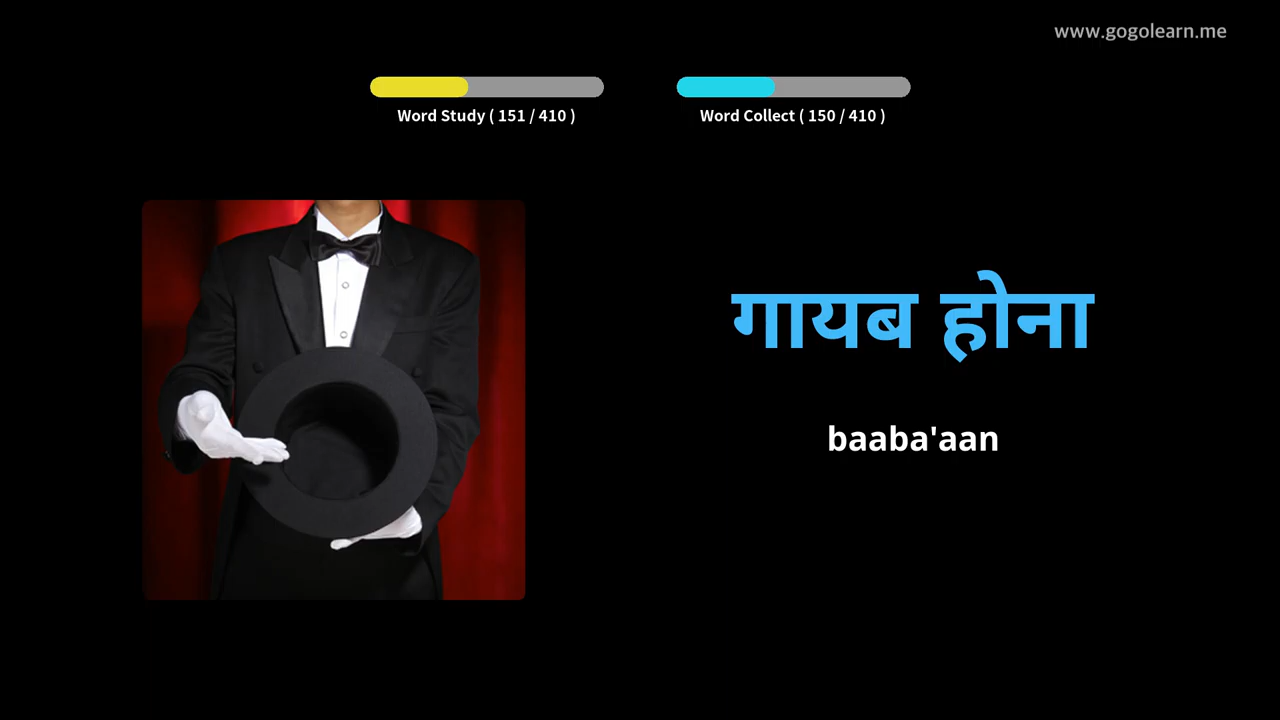 www.gogolearn.me
Word Study ( 151 / 410 )
Word Collect ( 150 / 410 )
गायब होना
baaba'aan